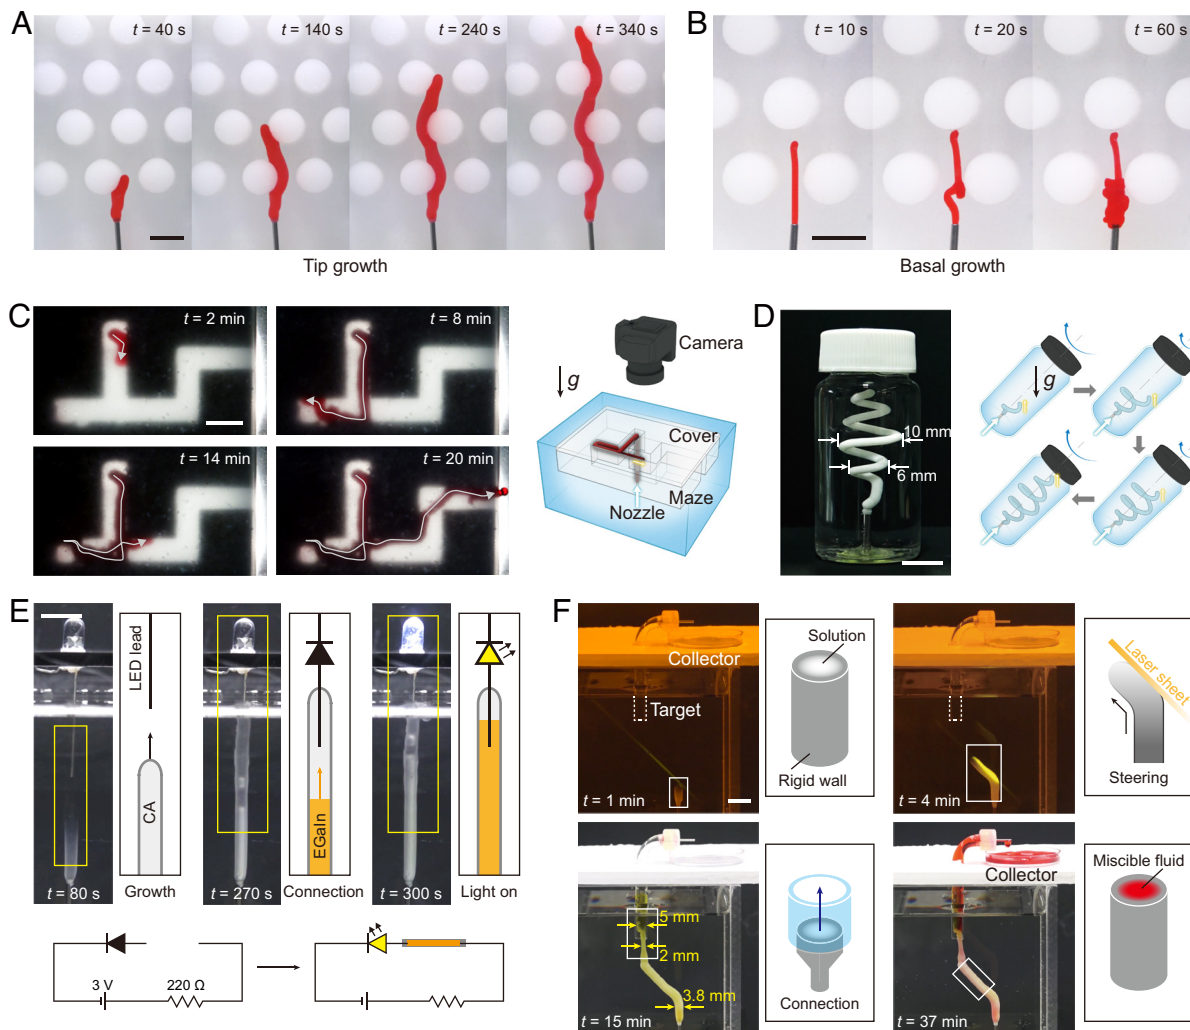 A
t = 40 s
t = 140 s
t = 240 s
t = 340 s
Tip growth
B
t = 10 s
t = 20 s
t = 60 s
Basal growth
C
t = 2 min
t = 8 min
t = 14 min
t = 20 min
Camera
g
Cover
Maze
Nozzle
D
10 mm
6 mm
g
E
t = 80 s
LED lead
CA
Growth
t = 270 s
EGaIn
Connection
t = 300 s
Light on
3 V
220 Ω
F
Collector
Target
t = 1 min
Solution
Rigid wall
t = 4 min
Laser sheet
Steering
5 mm
2 mm
3.8 mm
t = 15 min
Connection
Collector
t = 37 min
Miscible fluid